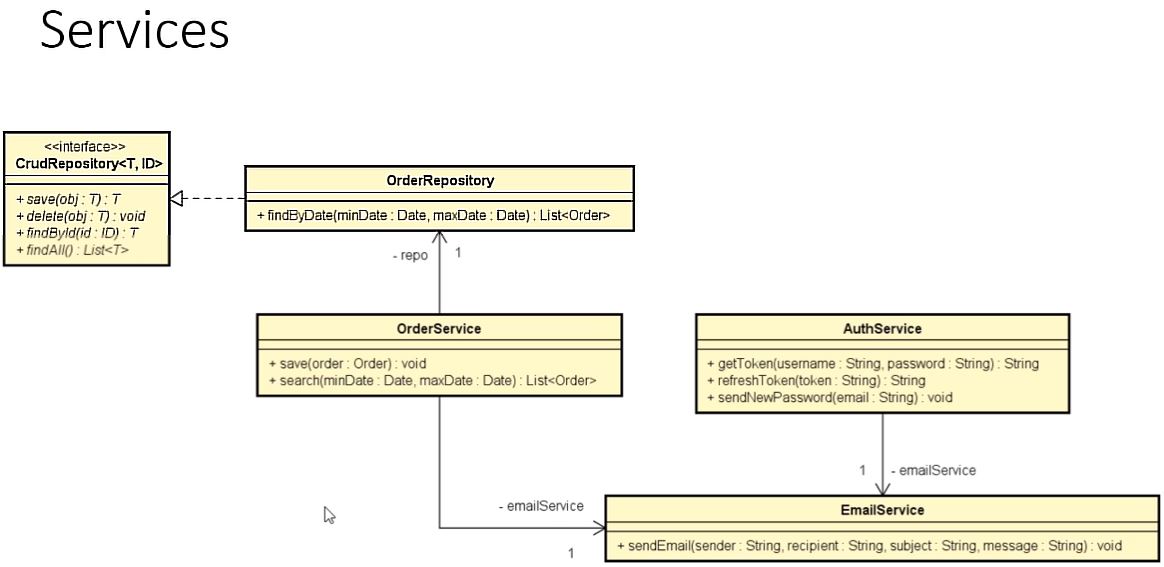 Services
<<interface>>
CrudRepository<T, ID>
+ save(obj : T) : T
+ delete(obj : T) : void
+ findById(id : ID) : T
+ findAll() : List<T>
OrderRepository
+ findByDate(minDate : Date, maxDate : Date) : List<Order>
- repo
1
OrderService
+ save(order : Order) : void
+ search(minDate : Date, maxDate : Date) : List<Order>
AuthService
+ getToken(username : String, password : String) : String
+ refreshToken(token : String) : String
+ sendNewPassword(email : String) : void
1
- emailService
- emailService
1
EmailService
+ sendEmail(sender : String, recipient : String, subject : String, message : String) : void